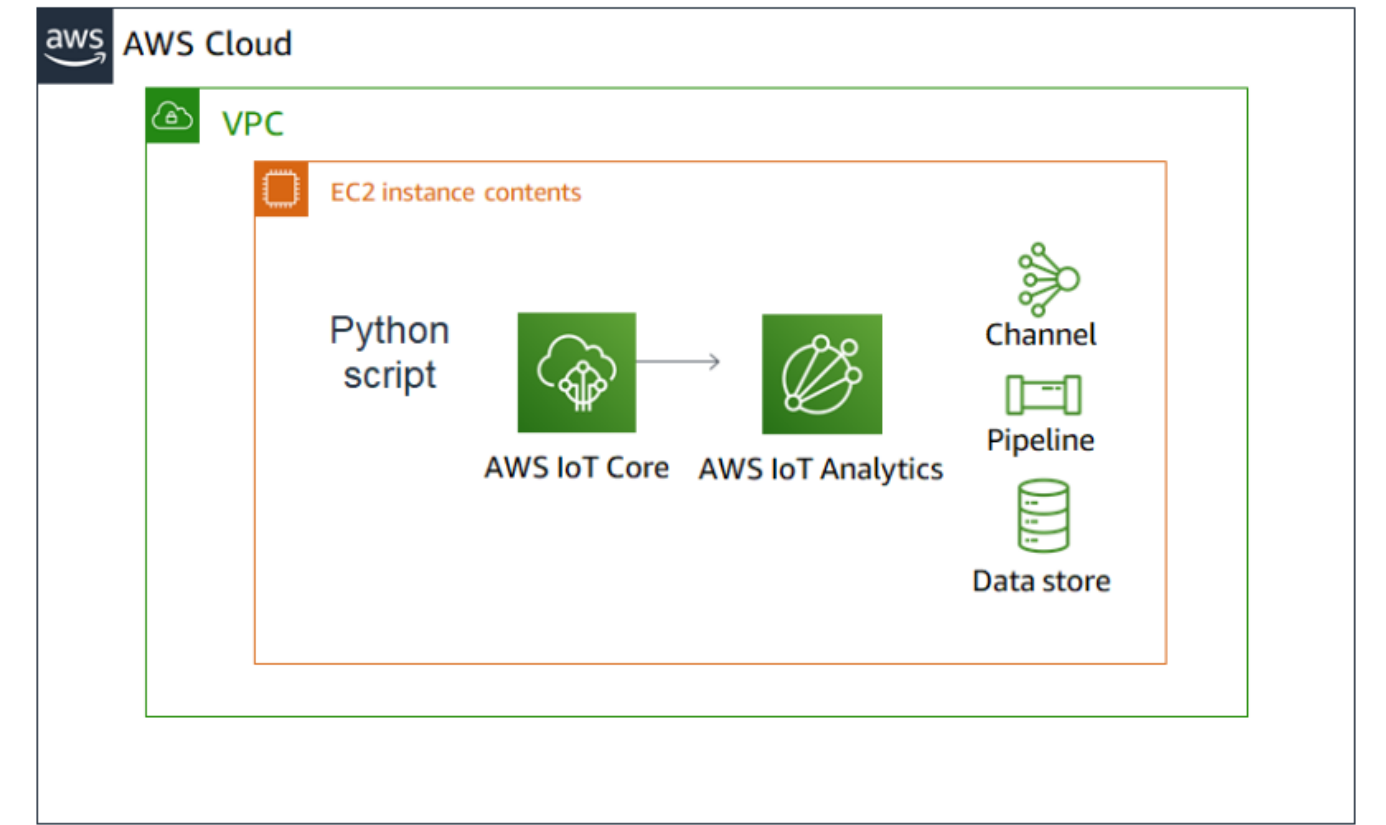 aws
AWS Cloud
VPC
EC2 instance contents
Python
script
AWS IoT Core
AWS IoT Analytics
Channel
Pipeline
Data store